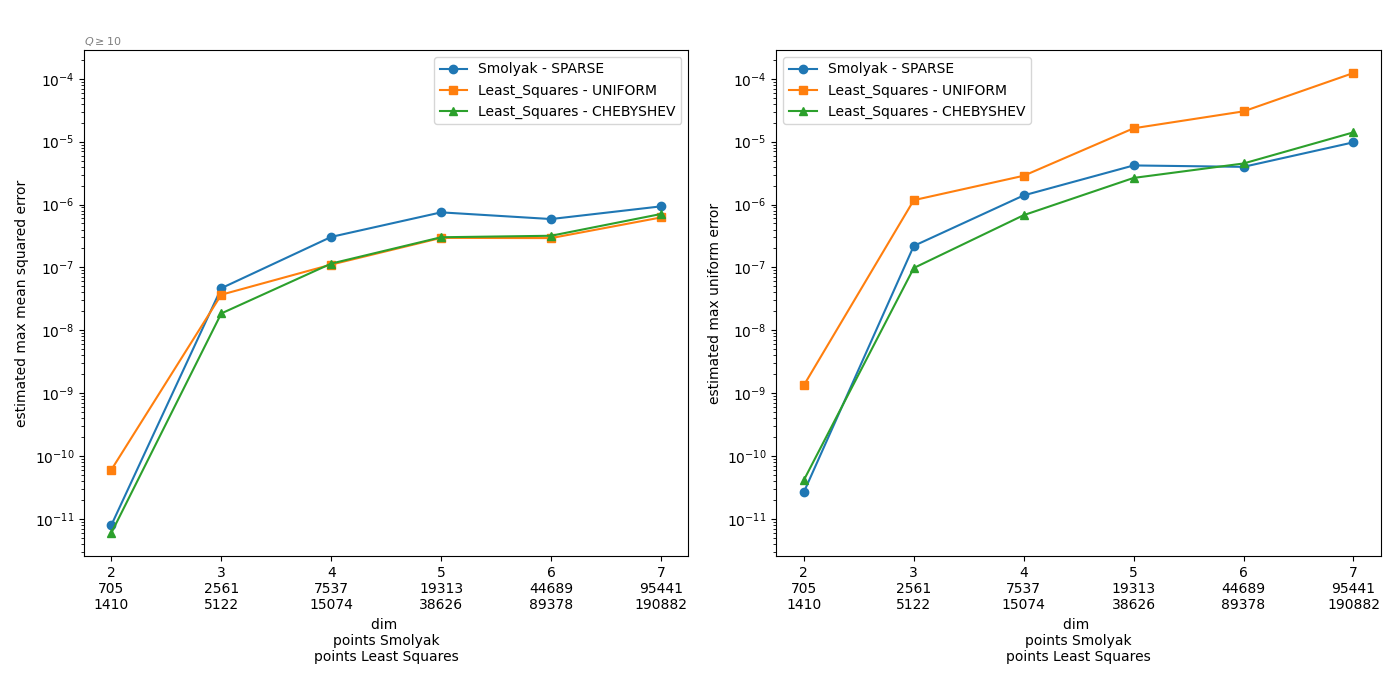 Q ≥ 10
Smolyak - SPARSE
Least_Squares - UNIFORM
Least_Squares - CHEBYSHEV
estimated max mean squared error
10⁻⁴
10⁻⁵
10⁻⁶
10⁻⁷
10⁻⁸
10⁻⁹
10⁻¹⁰
10⁻¹¹
2 3 4 5 6 7
705 2561 7537 19313 44689 95441
1410 5122 15074 38626 89378 190882
dim
points Smolyak
points Least Squares
Smolyak - SPARSE
Least_Squares - UNIFORM
Least_Squares - CHEBYSHEV
estimated max uniform error
10⁻⁴
10⁻⁵
10⁻⁶
10⁻⁷
10⁻⁸
10⁻⁹
10⁻¹⁰
10⁻¹¹
2 3 4 5 6 7
705 2561 7537 19313 44689 95441
1410 5122 15074 38626 89378 190882
dim
points Smolyak
points Least Squares